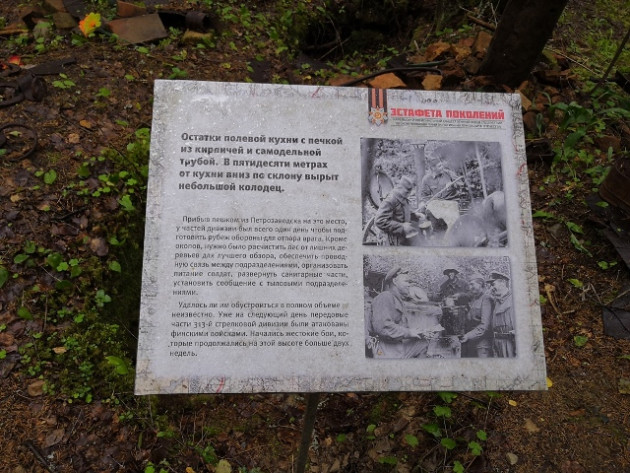 ЭСТАФЕТА ПОКОЛЕНИЙ
Остатки полевой кухни с печкой
из кирпичей и самодельной
трубой. В пятидесяти метрах
от кухни вниз по склону вырыт
небольшой колодец.
Прибыв пешком из Петрозаводска на это место,
у частей дивизии был всего один день чтобы под-
готовить рубеж обороны для отпора врага. Кроме
окопов, нужно было расчистить лес от лишних де-
ревьев для лучшего обзора, обеспечить провод-
ную связь между подразделениями, организовать
питание солдат, развернуть санитарные части,
установить сообщение с тыловыми подразделе-
ниями.
Удалось ли им обустроиться в полном объеме
неизвестно. Уже на следующий день передовые
части 313-й стрелковой дивизии были атакованы
финскими войсками. Начались жестокие бои, ко-
торые продолжались на этой высоте больше двух
недель.